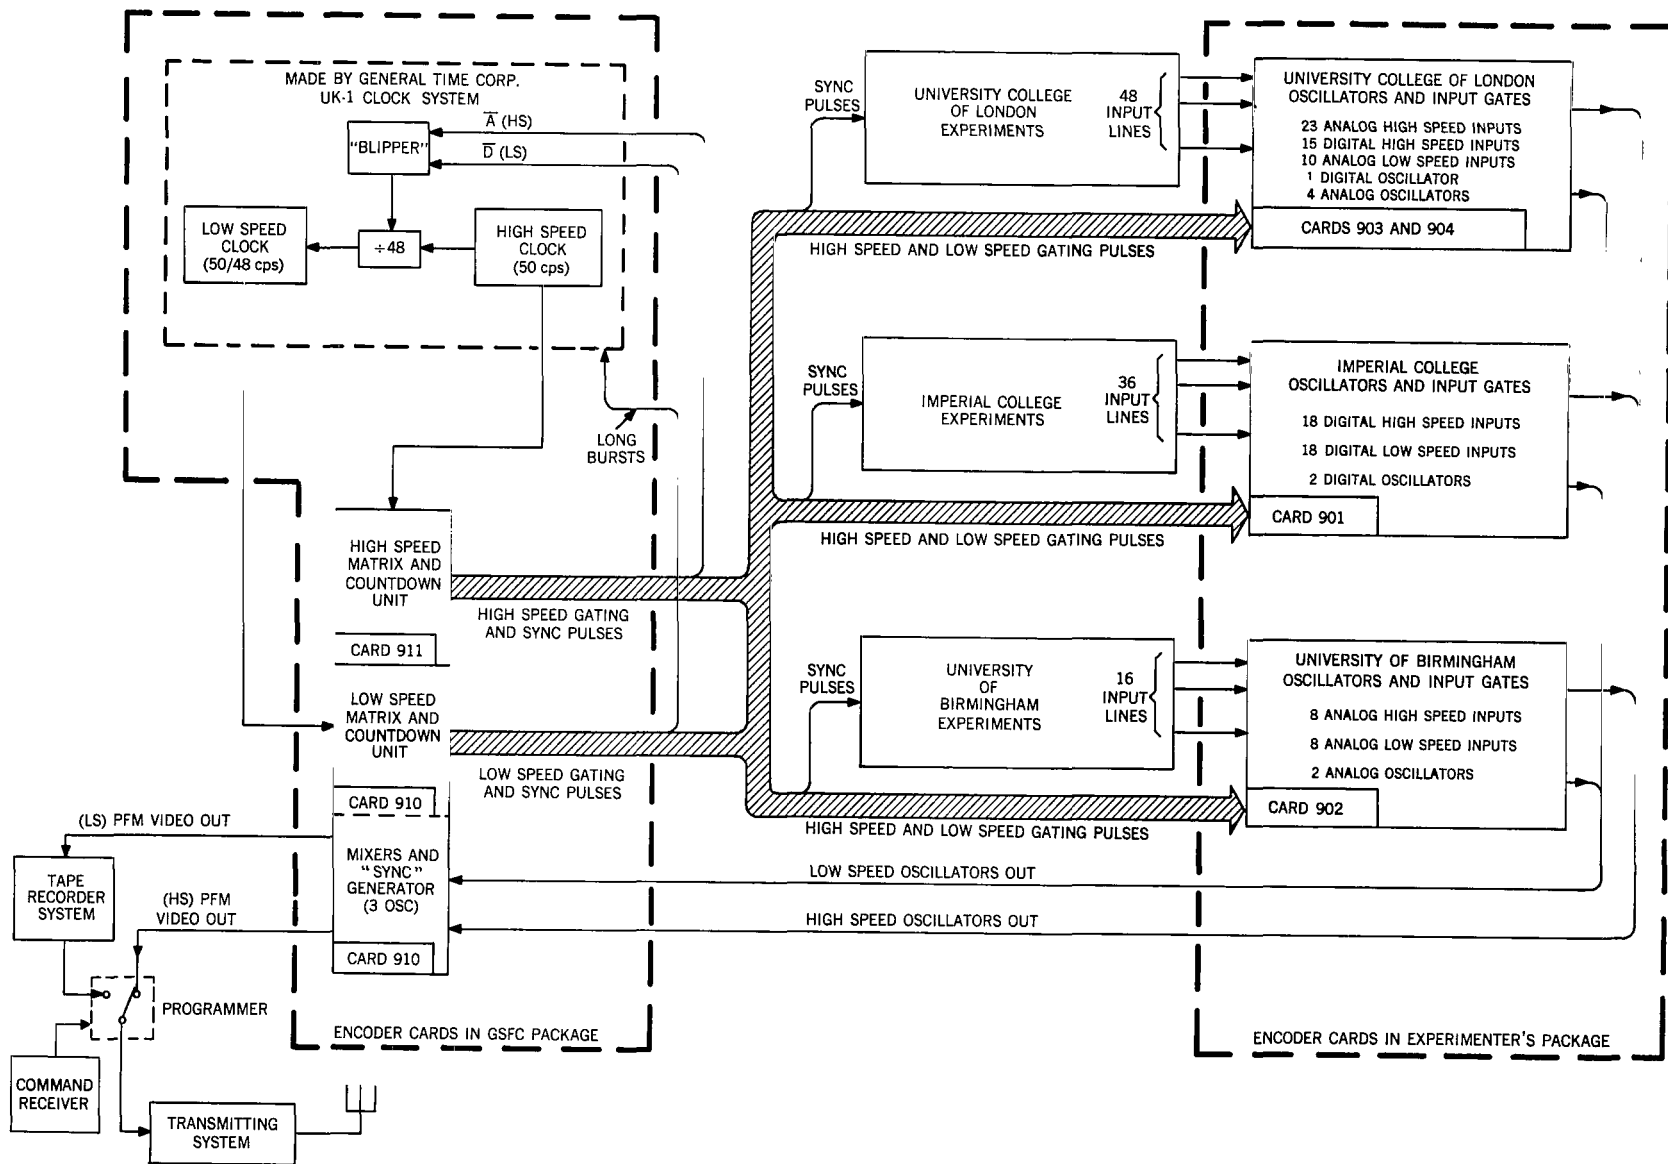 MADE BY GENERAL TIME CORP.
UK-1 CLOCK SYSTEM
"BLIPPER"
A (HS)
D (LS)
LOW SPEED
CLOCK
(50/48 cps)
÷48
HIGH SPEED
CLOCK
(50 cps)
LONG
BURSTS
HIGH SPEED
MATRIX AND
COUNTDOWN
UNIT
CARD 911
HIGH SPEED GATING
AND SYNC PULSES
LOW SPEED
MATRIX AND
COUNTDOWN
UNIT
CARD 910
LOW SPEED GATING
AND SYNC PULSES
MIXERS AND
"SYNC"
GENERATOR
(3 OSC)
CARD 910
ENCODER CARDS IN GSFC PACKAGE
(LS) PFM VIDEO OUT
TAPE
RECORDER
SYSTEM
(HS) PFM
VIDEO OUT
PROGRAMMER
COMMAND
RECEIVER
TRANSMITTING
SYSTEM
SYNC
PULSES
UNIVERSITY COLLEGE
OF LONDON
EXPERIMENTS
48
INPUT
LINES
HIGH SPEED AND LOW SPEED GATING PULSES
UNIVERSITY COLLEGE OF LONDON
OSCILLATORS AND INPUT GATES
23 ANALOG HIGH SPEED INPUTS
15 DIGITAL HIGH SPEED INPUTS
10 ANALOG LOW SPEED INPUTS
1 DIGITAL OSCILLATOR
4 ANALOG OSCILLATORS
CARDS 903 AND 904
SYNC
PULSES
IMPERIAL COLLEGE
EXPERIMENTS
36
INPUT
LINES
HIGH SPEED AND LOW SPEED GATING PULSES
IMPERIAL COLLEGE
OSCILLATORS AND INPUT GATES
18 DIGITAL HIGH SPEED INPUTS
18 DIGITAL LOW SPEED INPUTS
2 DIGITAL OSCILLATORS
CARD 901
SYNC
PULSES
UNIVERSITY
OF
BIRMINGHAM
EXPERIMENTS
16
INPUT
LINES
HIGH SPEED AND LOW SPEED GATING PULSES
UNIVERSITY OF BIRMINGHAM
OSCILLATORS AND INPUT GATES
8 ANALOG HIGH SPEED INPUTS
8 ANALOG LOW SPEED INPUTS
2 ANALOG OSCILLATORS
CARD 902
LOW SPEED OSCILLATORS OUT
HIGH SPEED OSCILLATORS OUT
ENCODER CARDS IN EXPERIMENTER'S PACKAGE